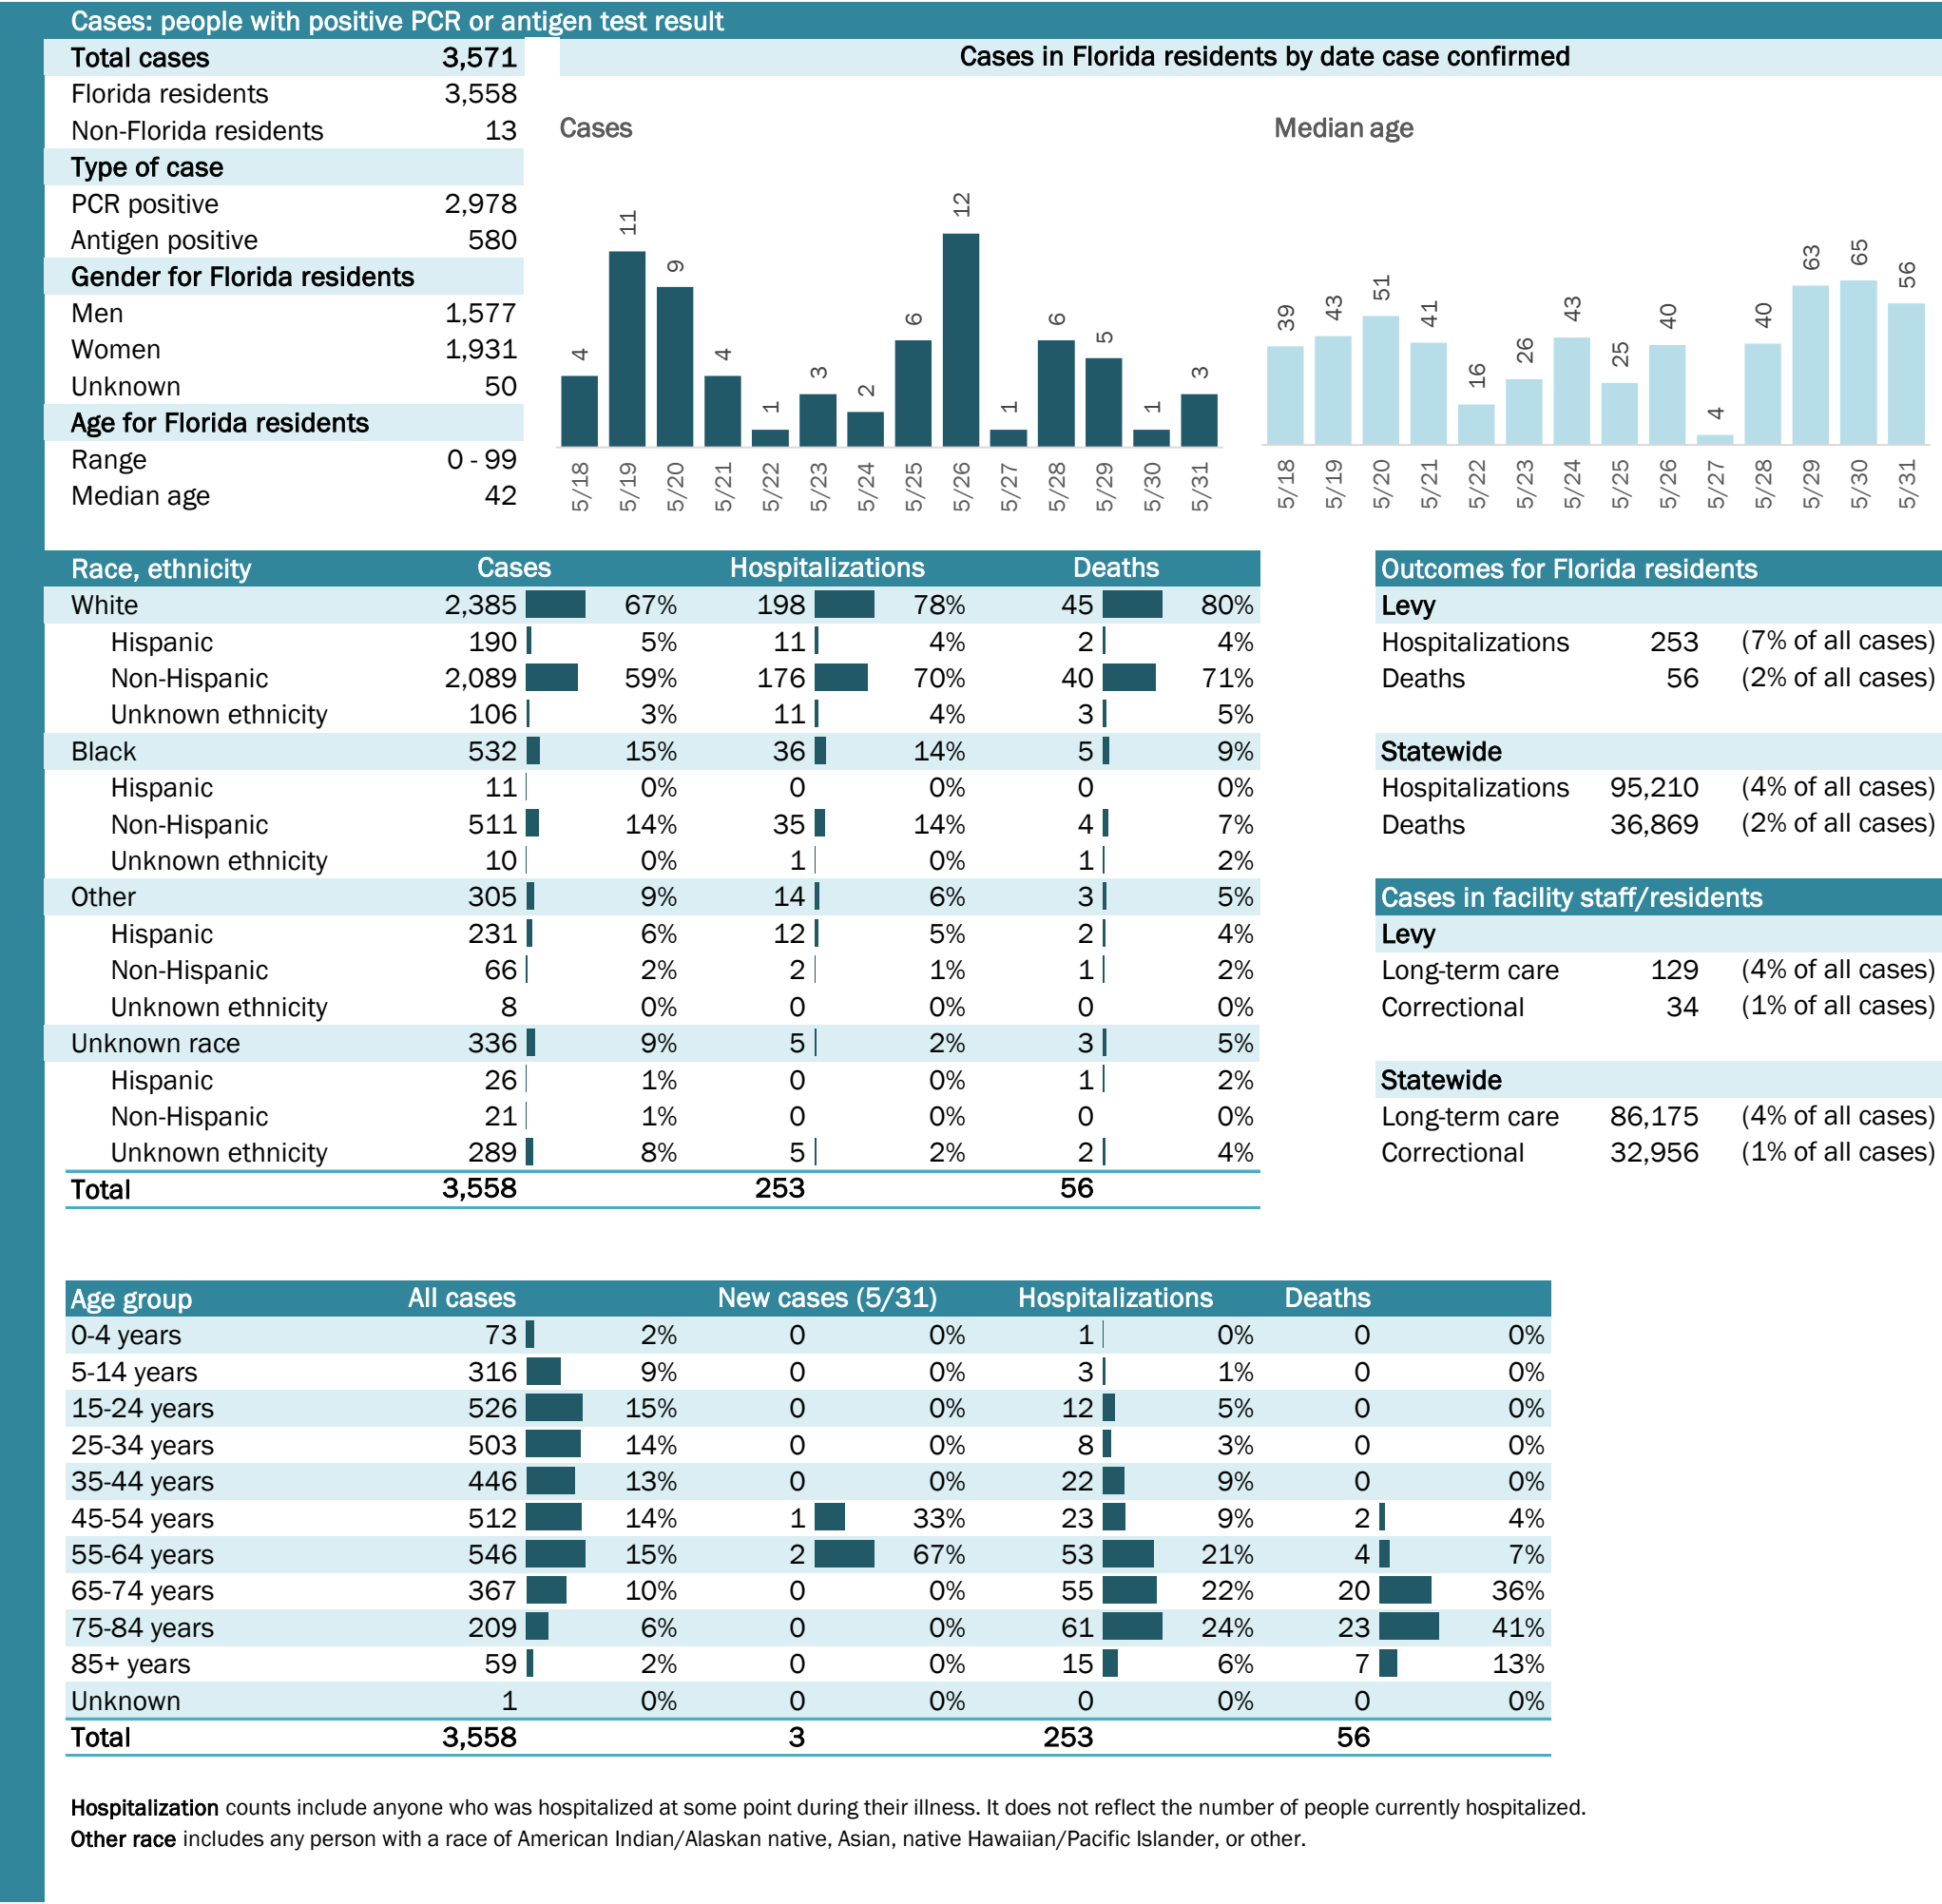 Cases: people with positive PCR or antigen test result
Total cases 3,571
Florida residents 3,558
Non-Florida residents 13
Type of case
PCR positive 2,978
Antigen positive 580
Gender for Florida residents
Men 1,577
Women 1,931
Unknown 50
Age for Florida residents
Range 0 - 99
Median age 42
Cases in Florida residents by date case confirmed
Cases
4 11 9 4 1 3 2 6 12 1 6 5 1 3
5/18 5/19 5/20 5/21 5/22 5/23 5/24 5/25 5/26 5/27 5/28 5/29 5/30 5/31
Median age
39 43 51 41 16 26 43 25 40 4 40 63 65 56
5/18 5/19 5/20 5/21 5/22 5/23 5/24 5/25 5/26 5/27 5/28 5/29 5/30 5/31
Race, ethnicity Cases Hospitalizations Deaths
White 2,385 67% 198 78% 45 80%
Hispanic 190 5% 11 4% 2 4%
Non-Hispanic 2,089 59% 176 70% 40 71%
Unknown ethnicity 106 3% 11 4% 3 5%
Black 532 15% 36 14% 5 9%
Hispanic 11 0% 0 0% 0 0%
Non-Hispanic 511 14% 35 14% 4 7%
Unknown ethnicity 10 0% 1 0% 1 2%
Other 305 9% 14 6% 3 5%
Hispanic 231 6% 12 5% 2 4%
Non-Hispanic 66 2% 2 1% 1 2%
Unknown ethnicity 8 0% 0 0% 0 0%
Unknown race 336 9% 5 2% 3 5%
Hispanic 26 1% 0 0% 1 2%
Non-Hispanic 21 1% 0 0% 0 0%
Unknown ethnicity 289 8% 5 2% 2 4%
Total 3,558 253 56
Outcomes for Florida residents
Levy
Hospitalizations 253 (7% of all cases)
Deaths 56 (2% of all cases)
Statewide
Hospitalizations 95,210 (4% of all cases)
Deaths 36,869 (2% of all cases)
Cases in facility staff/residents
Levy
Long-term care 129 (4% of all cases)
Correctional 34 (1% of all cases)
Statewide
Long-term care 86,175 (4% of all cases)
Correctional 32,956 (1% of all cases)
Age group All cases New cases (5/31) Hospitalizations Deaths
0-4 years 73 2% 0 0% 1 0% 0 0%
5-14 years 316 9% 0 0% 3 1% 0 0%
15-24 years 526 15% 0 0% 12 5% 0 0%
25-34 years 503 14% 0 0% 8 3% 0 0%
35-44 years 446 13% 0 0% 22 9% 0 0%
45-54 years 512 14% 1 33% 23 9% 2 4%
55-64 years 546 15% 2 67% 53 21% 4 7%
65-74 years 367 10% 0 0% 55 22% 20 36%
75-84 years 209 6% 0 0% 61 24% 23 41%
85+ years 59 2% 0 0% 15 6% 7 13%
Unknown 1 0% 0 0% 0 0% 0 0%
Total 3,558 3 253 56
Hospitalization counts include anyone who was hospitalized at some point during their illness. It does not reflect the number of people currently hospitalized.
Other race includes any person with a race of American Indian/Alaskan native, Asian, native Hawaiian/Pacific Islander, or other.